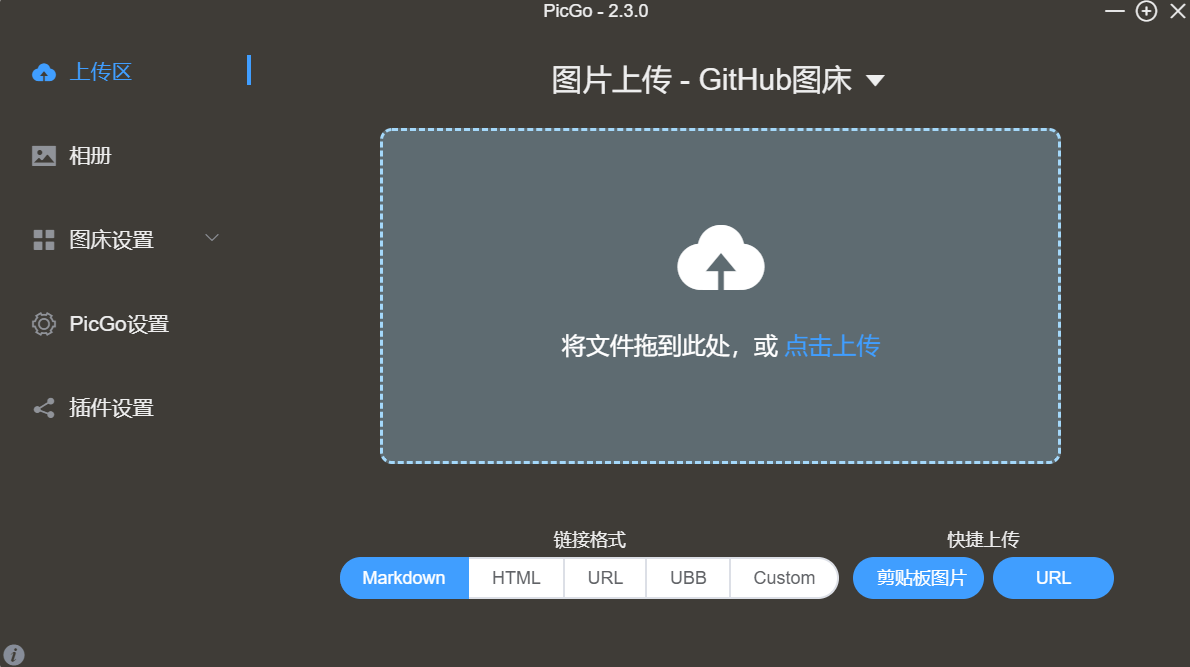 PicGo - 2.3.0
上传区
相册
图床设置
PicGo设置
插件设置
图片上传 - GitHub图床
将文件拖到此处，或 点击上传
链接格式
Markdown HTML URL UBB Custom
快捷上传
剪贴板图片 URL